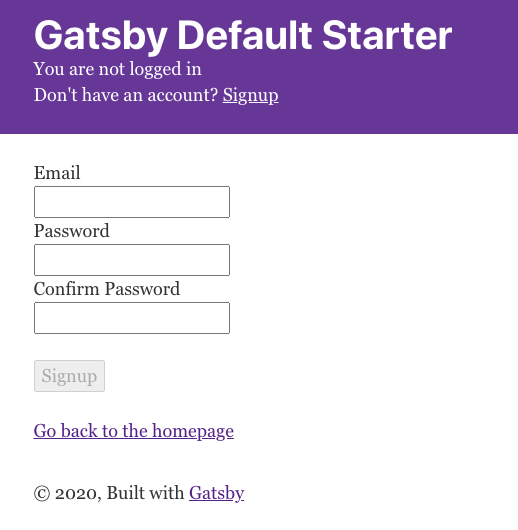 Gatsby Default Starter
You are not logged in
Don't have an account? Signup
Email
Password
Confirm Password
Signup
Go back to the homepage
© 2020, Built with Gatsby